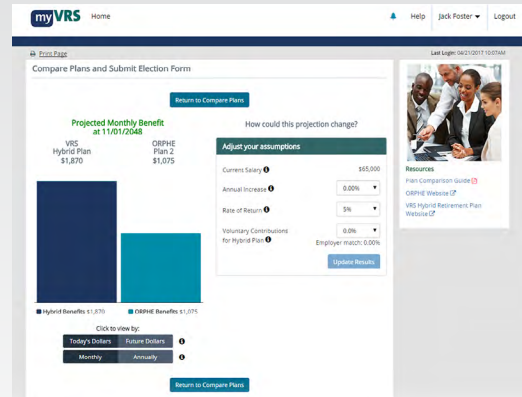 myVRS Home Help Jack Foster Logout
Print Page
Last Login: 04/21/2017 10:07AM
Compare Plans and Submit Election Form
Return to Compare Plans
Projected Monthly Benefit
at 11/01/2048
VRS
Hybrid Plan
$1,870
ORPHE
Plan 2
$1,075
Hybrid Benefits $1,870
ORPHE Benefits $1,075
Click to view by:
Today's Dollars Future Dollars
Monthly Annually
How could this projection change?
Adjust your assumptions
Current Salary $65,000
Annual Increase 0.00%
Rate of Return 5%
Voluntary Contributions 0.0%
for Hybrid Plan Employer match: 0.00%
Update Results
Return to Compare Plans
Resources
Plan Comparison Guide
ORPHE Website
VRS Hybrid Retirement Plan
Website